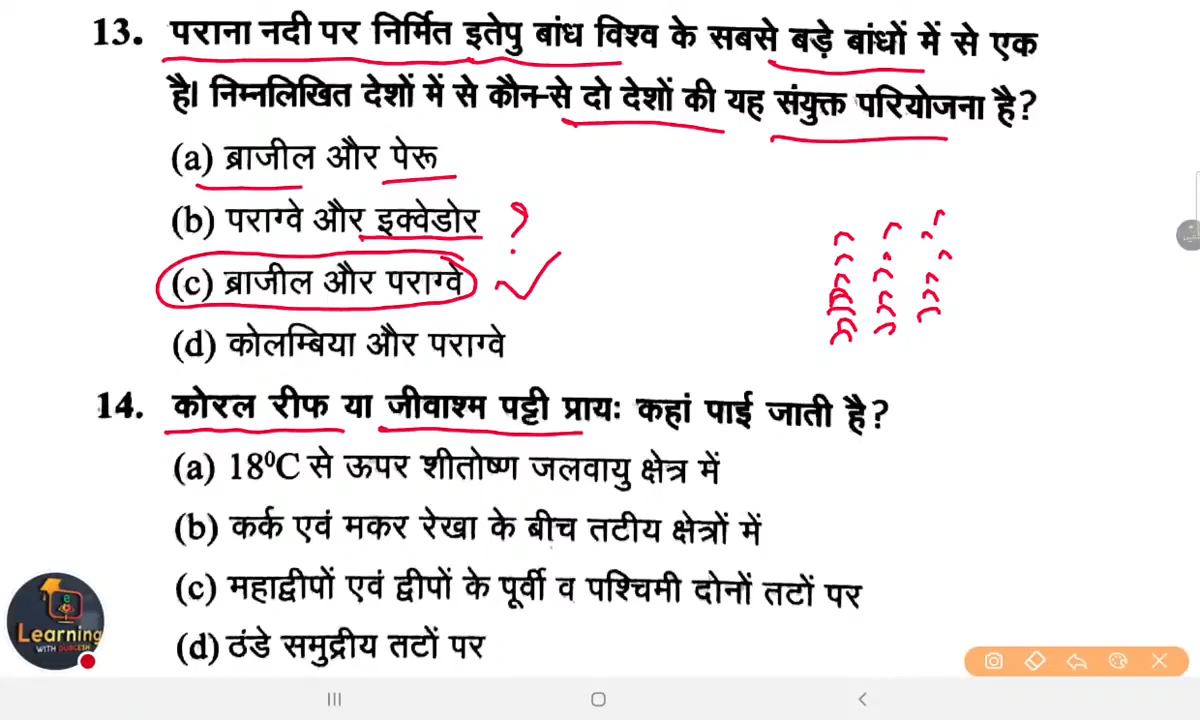 13. पराना नदी पर निर्मित इतेपु बांध विश्व के सबसे बड़े बांधों में से एक
है। निम्नलिखित देशों में से कौन-से दो देशों की यह संयुक्त परियोजना है?
(a) ब्राजील और पेरू
(b) पराग्वे और इक्वेडोर ?
(c) ब्राजील और पराग्वे
(d) कोलम्बिया और पराग्वे
14. कोरल रीफ या जीवाश्म पट्टी प्रायः कहां पाई जाती है?
(a) 18⁰C से ऊपर शीतोष्ण जलवायु क्षेत्र में
(b) कर्क एवं मकर रेखा के बीच तटीय क्षेत्रों में
(c) महाद्वीपों एवं द्वीपों के पूर्वी व पश्चिमी दोनों तटों पर
(d) ठंडे समुद्रीय तटों पर
e
Learning
WITH DURGESH